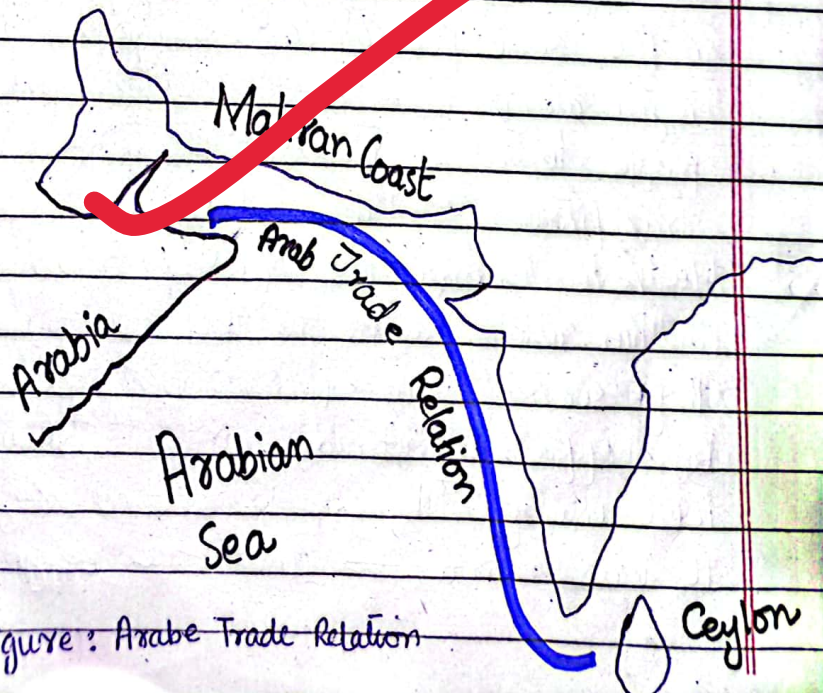 Makran Coast
Arab Trade Relation
Arabia
Arabian
Sea
Ceylon
gure: Arabe Trade Relation